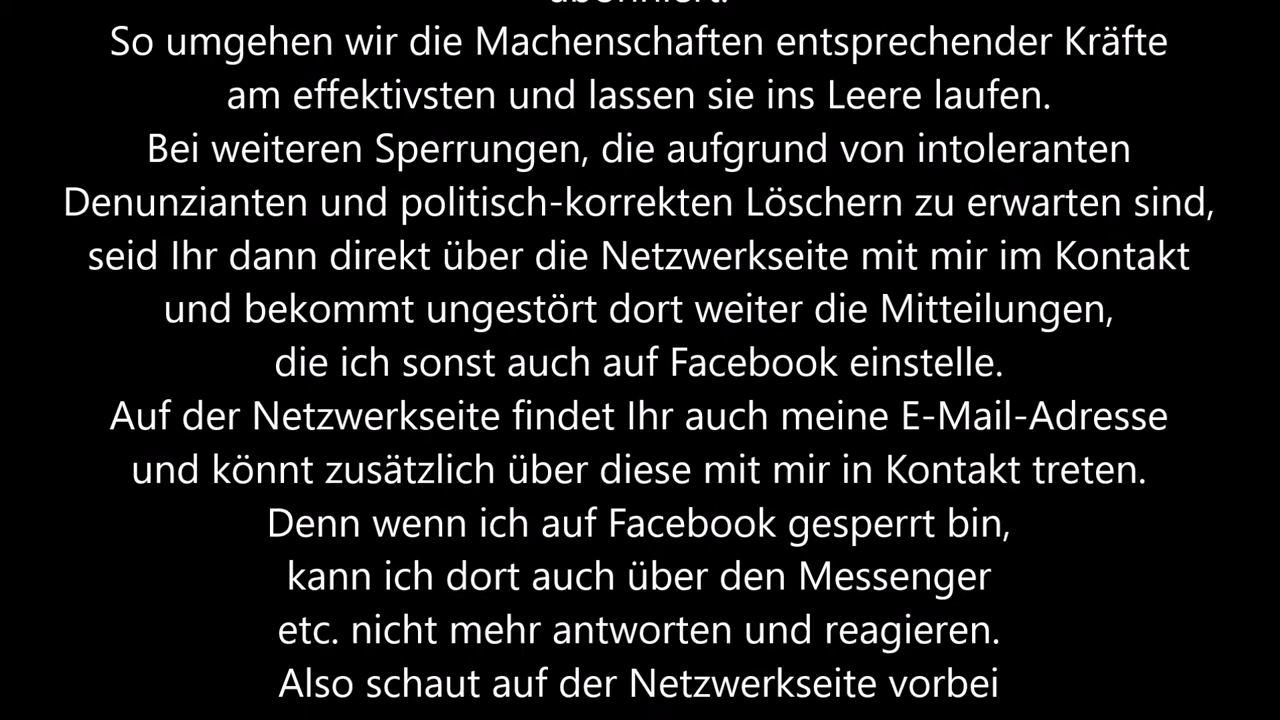 abonniert.
So umgehen wir die Machenschaften entsprechender Kräfte
am effektivsten und lassen sie ins Leere laufen.
Bei weiteren Sperrungen, die aufgrund von intoleranten
Denunzianten und politisch-korrekten Löschern zu erwarten sind,
seid Ihr dann direkt über die Netzwerkseite mit mir im Kontakt
und bekommt ungestört dort weiter die Mitteilungen,
die ich sonst auch auf Facebook einstelle.
Auf der Netzwerkseite findet Ihr auch meine E-Mail-Adresse
und könnt zusätzlich über diese mit mir in Kontakt treten.
Denn wenn ich auf Facebook gesperrt bin,
kann ich dort auch über den Messenger
etc. nicht mehr antworten und reagieren.
Also schaut auf der Netzwerkseite vorbei